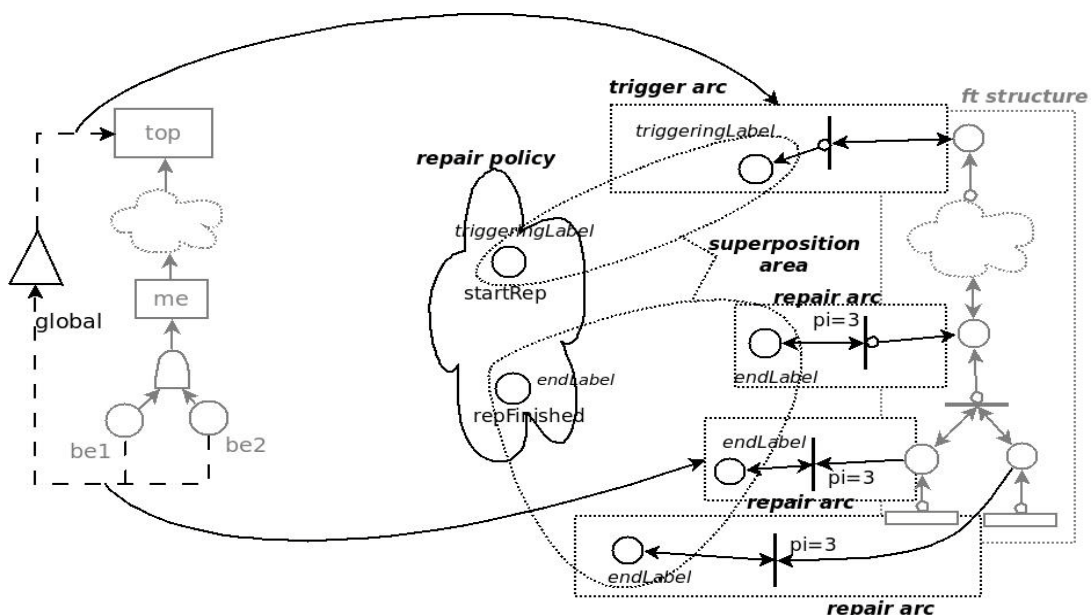 trigger arc
ft structure
top
triggeringLabel
repair policy
triggeringLabel
superposition
area
startRep
me
repair arc
global
pi=3
endLabel
endLabel
repFinished
be1
be2
endLabel
pi=3
repair arc
pi=3
endLabel
repair arc